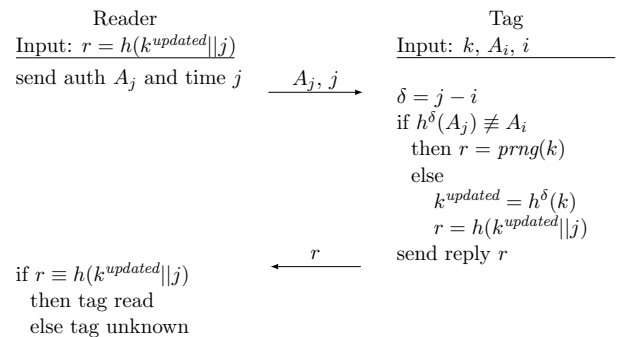 Reader
Input: r = h(k^updated||j)
send auth A_j and time j
A_j, j
Tag
Input: k, A_i, i
δ = j − i
if h^δ(A_j) ≢ A_i
then r = prng(k)
else
k^updated = h^δ(k)
r = h(k^updated||j)
send reply r
r
if r ≡ h(k^updated||j)
then tag read
else tag unknown